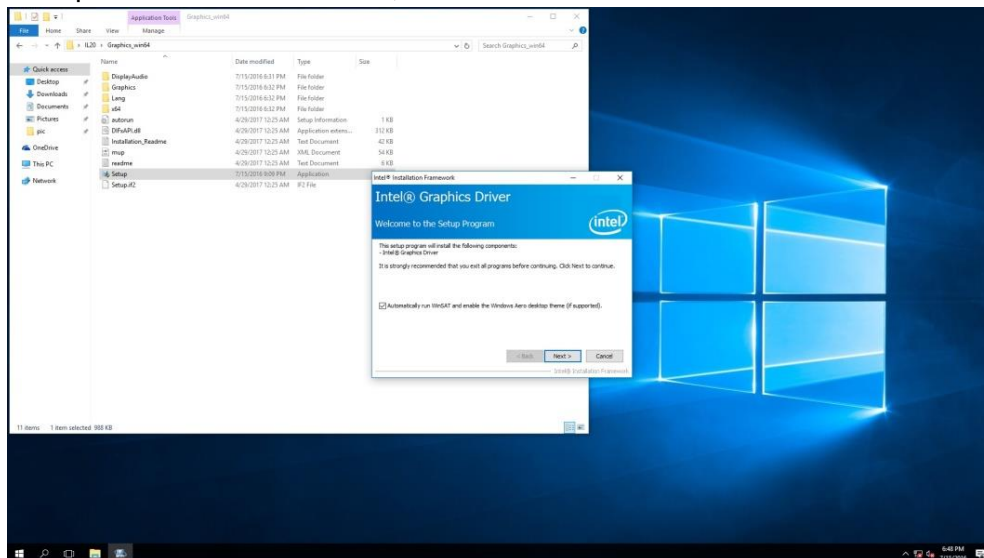 Application Tools Graphics_win64
File Home Share View Manage
IL20 › Graphics_win64
Search Graphics_win64
Name Date modified Type Size
Quick access
Desktop
Downloads
Documents
Pictures
pic
OneDrive
This PC
Network
DisplayAudio 7/15/2016 6:31 PM File folder
Graphics 7/15/2016 6:32 PM File folder
Lang 7/15/2016 6:32 PM File folder
x64 7/15/2016 6:32 PM File folder
autorun 4/29/2017 12:25 AM Setup Information 1 KB
DIFxAPI.dll 4/29/2017 12:25 AM Application extens... 312 KB
Installation_Readme 4/29/2017 12:25 AM Text Document 42 KB
mup 4/29/2017 12:25 AM XML Document 54 KB
readme 4/29/2017 12:25 AM Text Document 6 KB
Setup 7/15/2016 9:09 PM Application
Setup.if2 4/29/2017 12:25 AM IF2 File
Intel® Installation Framework
Intel® Graphics Driver
Welcome to the Setup Program
intel
This setup program will install the following components:
- Intel® Graphics Driver
It is strongly recommended that you exit all programs before continuing. Click Next to continue.
Automatically run WinSAT and enable the Windows Aero desktop theme (if supported).
< Back Next > Cancel
Intel® Installation Framework
11 items 1 item selected 988 KB
6:48 PM